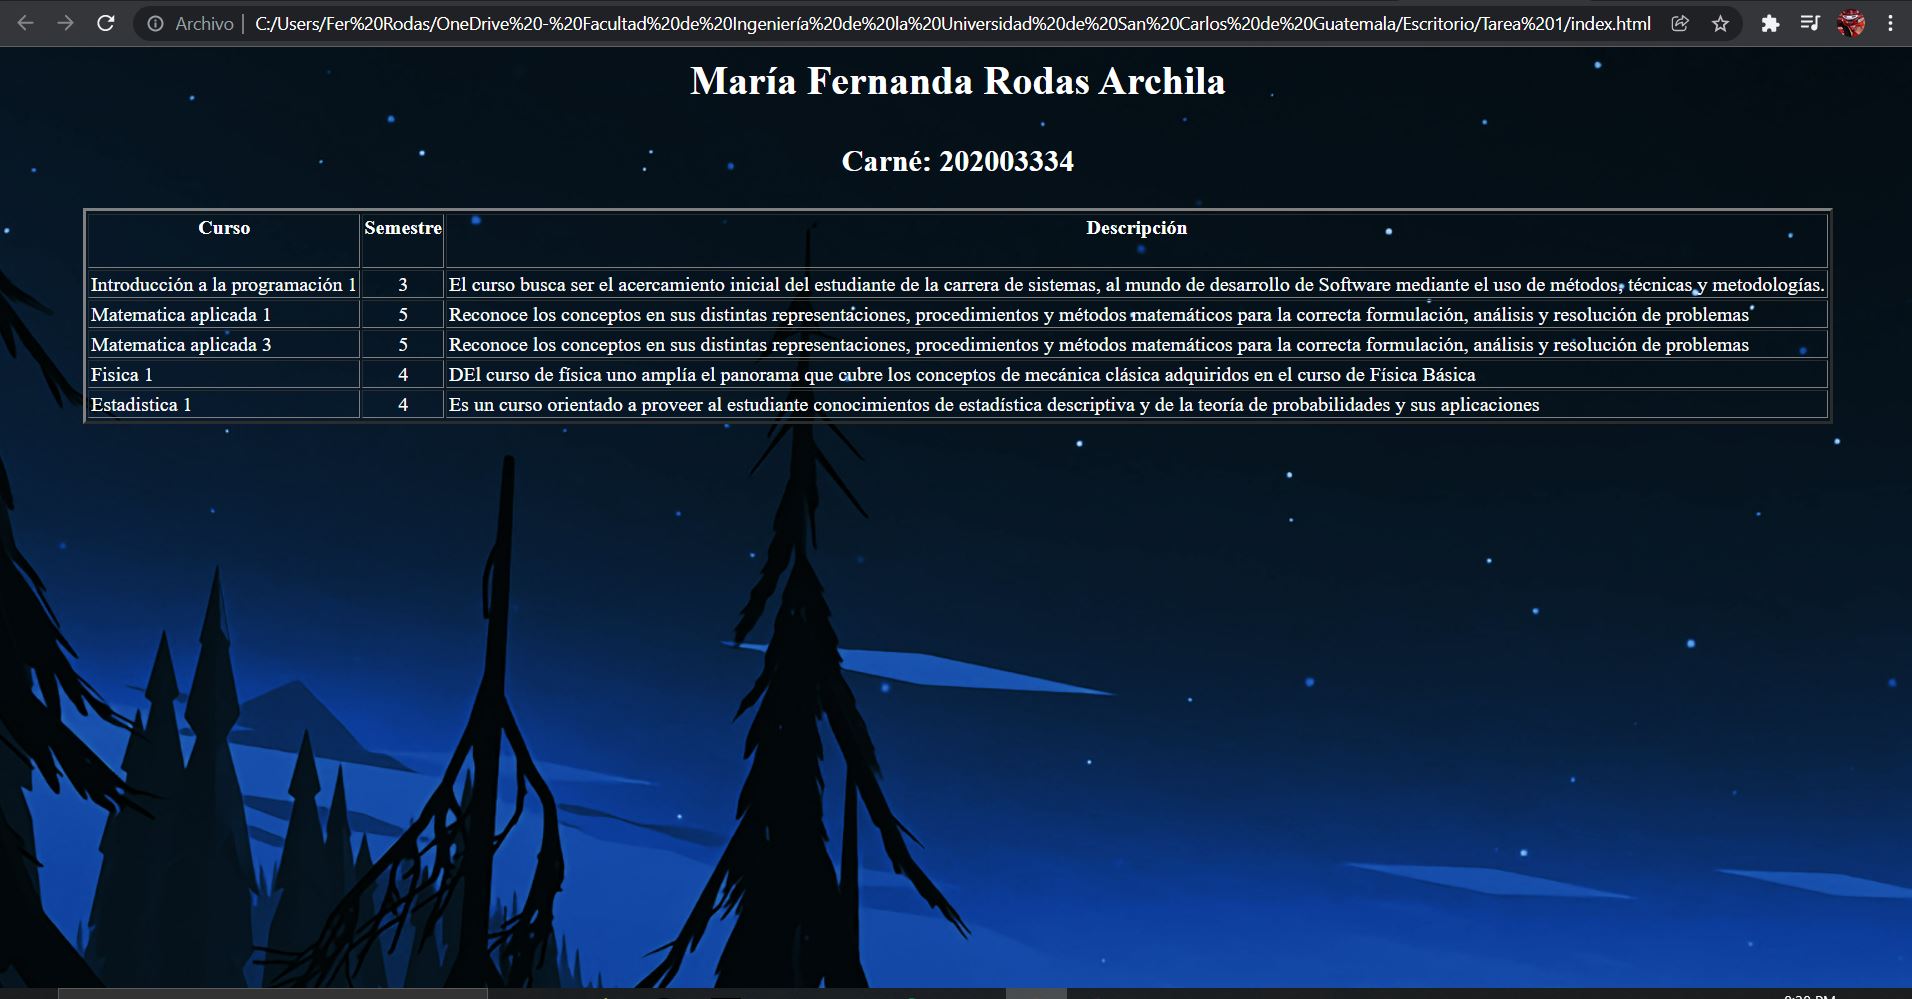 Archivo | C:/Users/Fer%20Rodas/OneDrive%20-%20Facultad%20de%20Ingeniería%20de%20la%20Universidad%20de%20San%20Carlos%20de%20Guatemala/Escritorio/Tarea%201/index.html
María Fernanda Rodas Archila
Carné: 202003334
Curso Semestre Descripción
Introducción a la programación 1 3 El curso busca ser el acercamiento inicial del estudiante de la carrera de sistemas, al mundo de desarrollo de Software mediante el uso de métodos, técnicas y metodologías.
Matematica aplicada 1 5 Reconoce los conceptos en sus distintas representaciones, procedimientos y métodos matemáticos para la correcta formulación, análisis y resolución de problemas
Matematica aplicada 3 5 Reconoce los conceptos en sus distintas representaciones, procedimientos y métodos matemáticos para la correcta formulación, análisis y resolución de problemas
Fisica 1 4 DEl curso de física uno amplía el panorama que cubre los conceptos de mecánica clásica adquiridos en el curso de Física Básica
Estadistica 1 4 Es un curso orientado a proveer al estudiante conocimientos de estadística descriptiva y de la teoría de probabilidades y sus aplicaciones